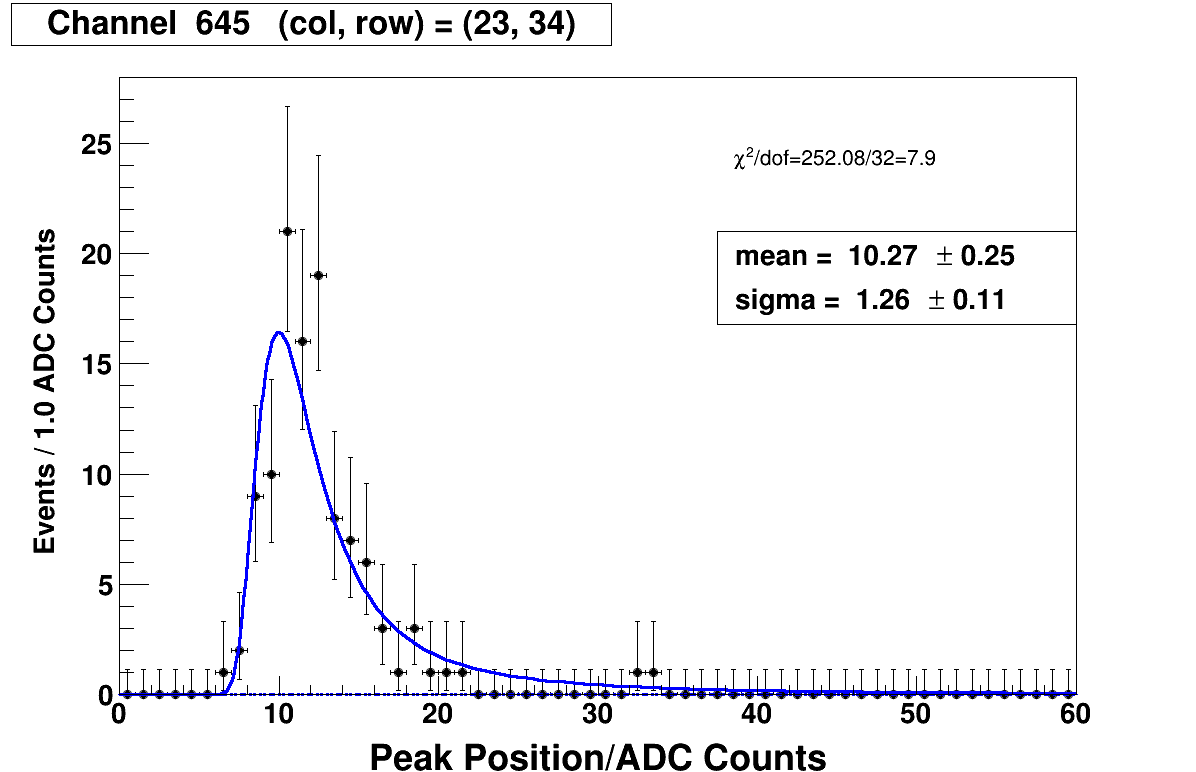 Channel 645 (col, row) = (23, 34)
χ²/dof=252.08/32=7.9
mean = 10.27 ± 0.25
sigma = 1.26 ± 0.11
Events / 1.0 ADC Counts
25
20
15
10
5
0
0 10 20 30 40 50 60
Peak Position/ADC Counts